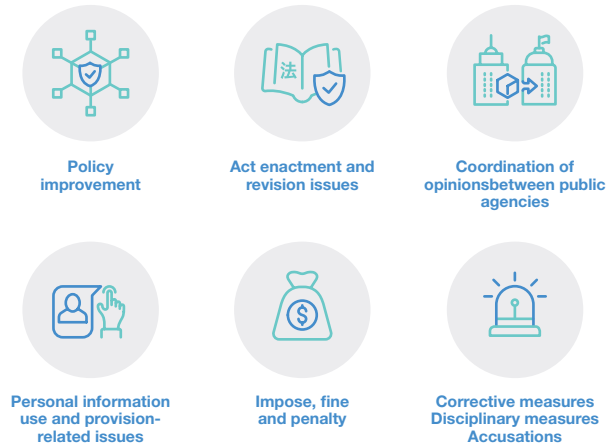 法
$
Policy
improvement
Act enactment and
revision issues
Coordination of
opinionsbetween public
agencies
Personal information
use and provision-
related issues
Impose, fine
and penalty
Corrective measures
Disciplinary measures
Accusations